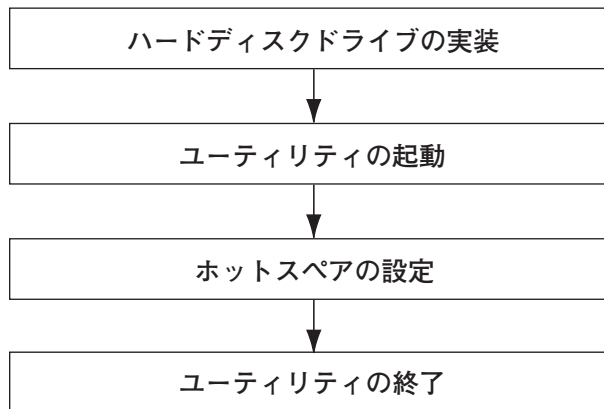 ハードディスクドライブの実装
ユーティリティの起動
ホットスペアの設定
ユーティリティの終了